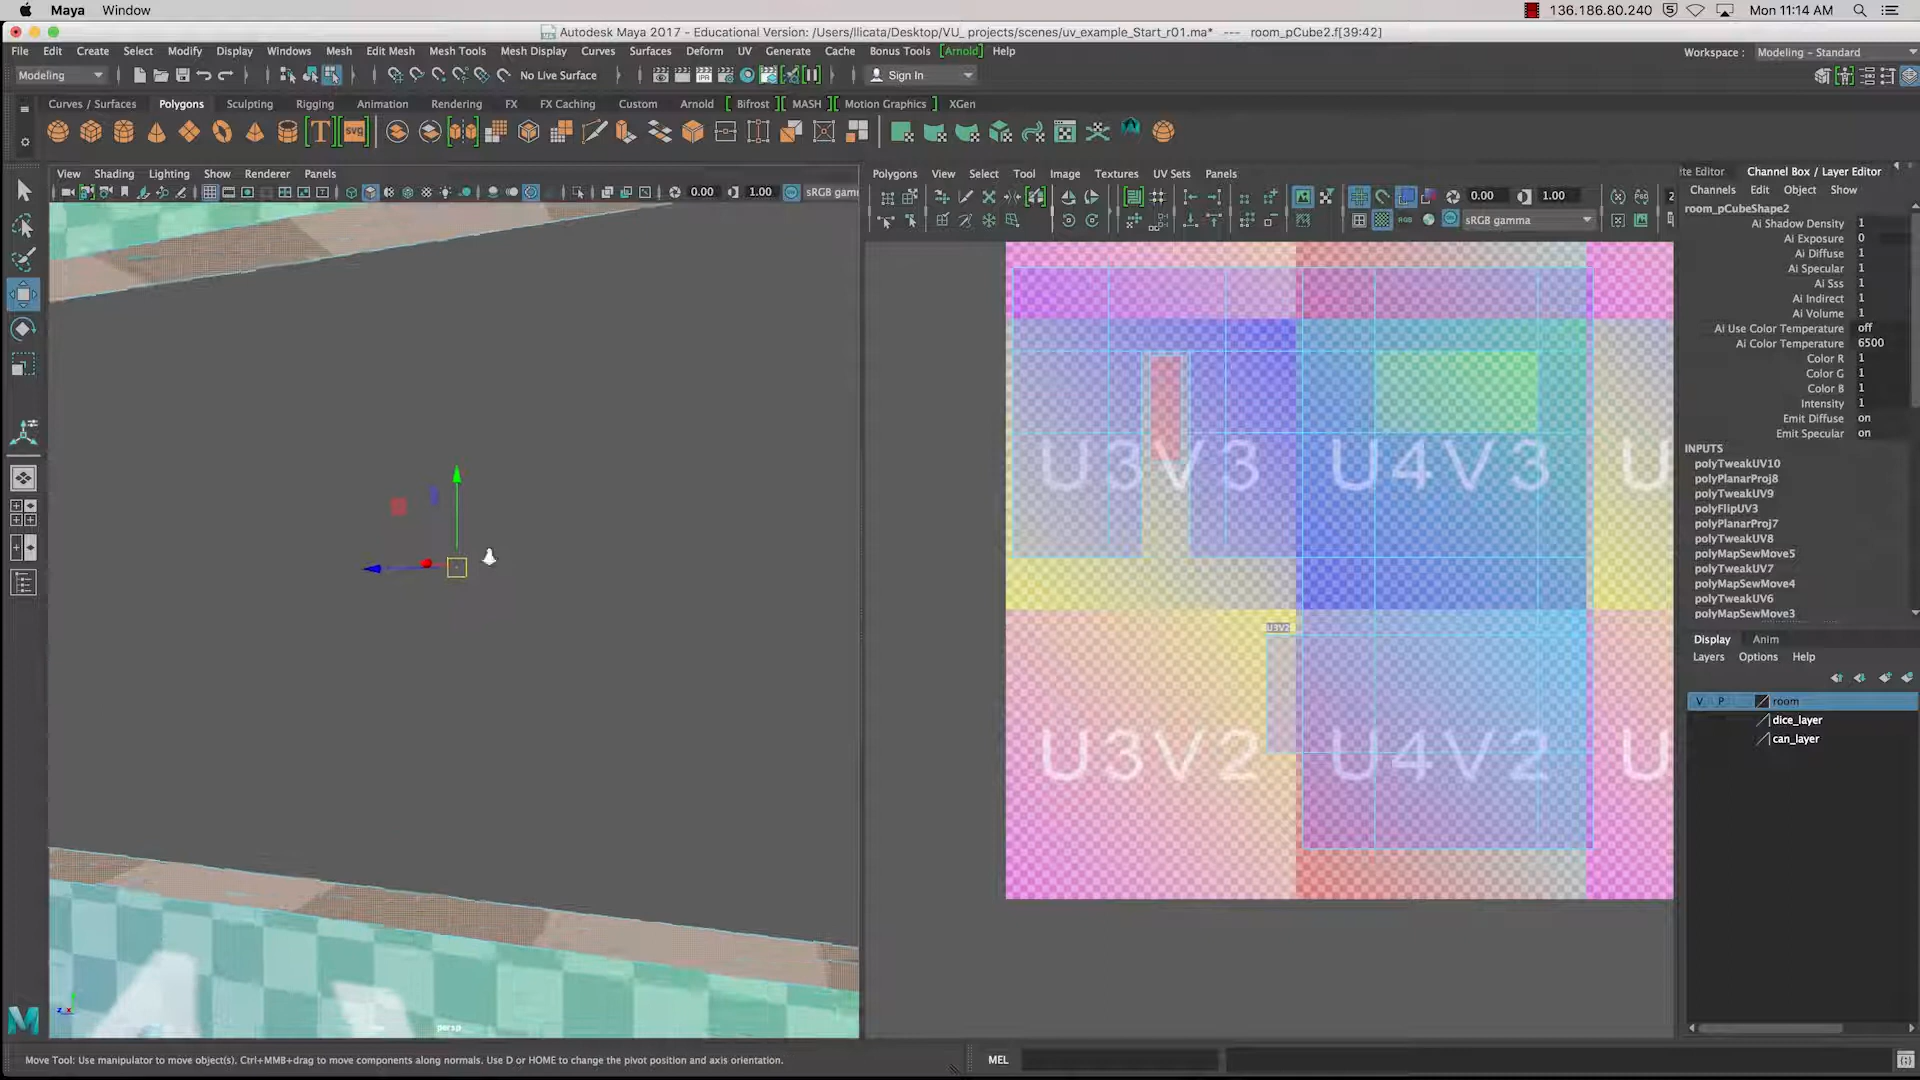 Maya Window
136.186.80.240 Mon 11:14 AM
Autodesk Maya 2017 - Educational Version: /Users/llicata/Desktop/VU_ projects/scenes/uv_example_Start_r01.ma* --- room_pCube2.f[39:42]
File Edit Create Select Modify Display Windows Mesh Edit Mesh Mesh Tools Mesh Display Curves Surfaces Deform UV Generate Cache Bonus Tools [Arnold] Help
Workspace : Modeling - Standard
Modeling No Live Surface Sign In
Curves / Surfaces Polygons Sculpting Rigging Animation Rendering FX FX Caching Custom Arnold Bifrost MASH Motion Graphics XGen
T svg
View Shading Lighting Show Renderer Panels
0.00 1.00 sRGB gam
Polygons View Select Tool Image Textures UV Sets Panels
0.00 1.00
sRGB gamma
te Editor Channel Box / Layer Editor
Channels Edit Object Show
room_pCubeShape2
Ai Shadow Density 1
Ai Exposure 0
Ai Diffuse 1
Ai Specular 1
Ai Sss 1
Ai Indirect 1
Ai Volume 1
Ai Use Color Temperature off
Ai Color Temperature 6500
Color R 1
Color G 1
Color B 1
Intensity 1
Emit Diffuse on
Emit Specular on
INPUTS
polyTweakUV10
polyPlanarProj8
polyTweakUV9
polyFlipUV3
polyPlanarProj7
polyTweakUV8
polyMapSewMove5
polyTweakUV7
polyMapSewMove4
polyTweakUV6
polyMapSewMove3
U3V3 U4V3 U
U3V2
U3V2 U4V2 U
Display Anim
Layers Options Help
V P room
dice_layer
can_layer
persp
Move Tool: Use manipulator to move object(s). Ctrl+MMB+drag to move components along normals. Use D or HOME to change the pivot position and axis orientation.
MEL